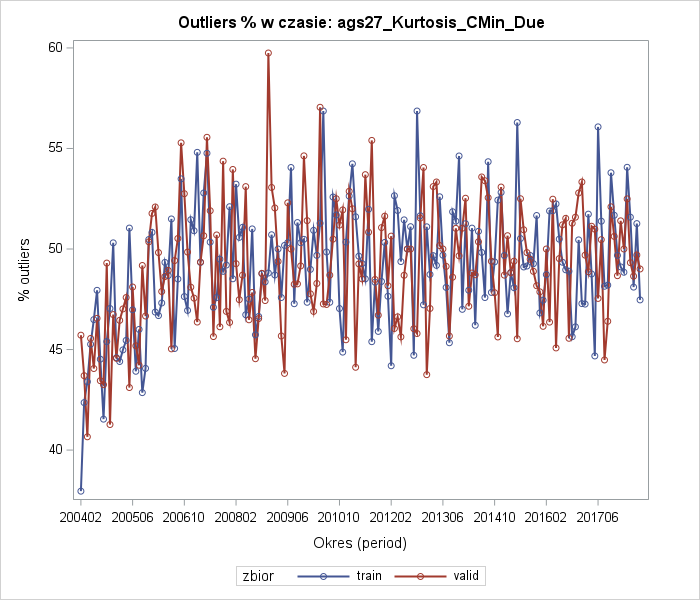 Outliers % w czasie: ags27_Kurtosis_CMin_Due
60
55
50
45
40
% outliers
200402 200506 200610 200802 200906 201010 201202 201306 201410 201602 201706
Okres (period)
zbior train valid